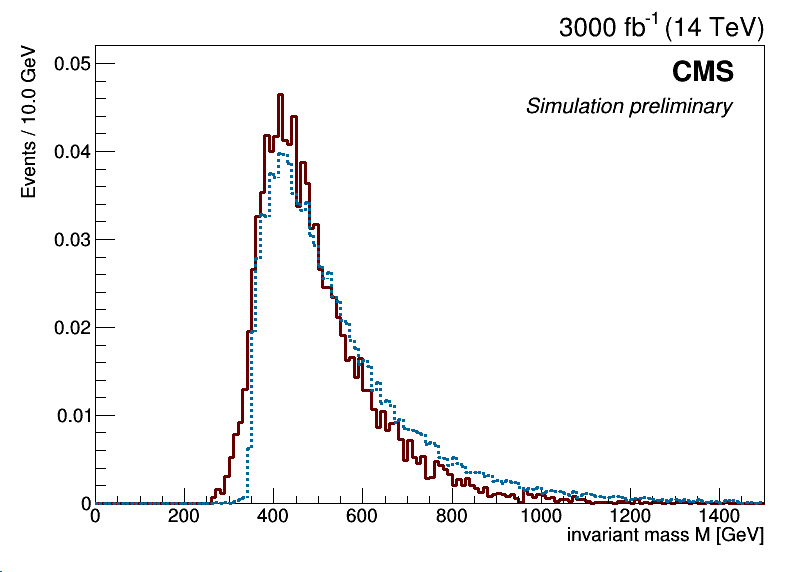 3000 fb-1 (14 TeV)
CMS
Simulation preliminary
Events / 10.0 GeV
0.05
0.04
0.03
0.02
0.01
0
0 200 400 600 800 1000 1200 1400
invariant mass M [GeV]